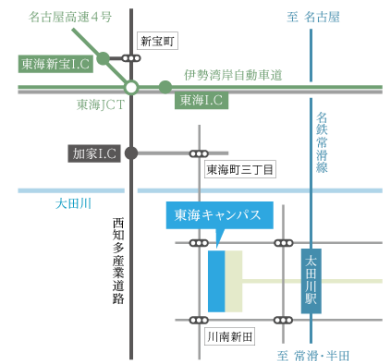 名古屋高速4号
至 名古屋
新宝町
東海新宝I.C
伊勢湾岸自動車道
東海JCT
東海I.C
名鉄常滑線
加家I.C
東海町三丁目
大田川
東海キャンパス
西知多産業道路
太田川駅
川南新田
至 常滑・半田